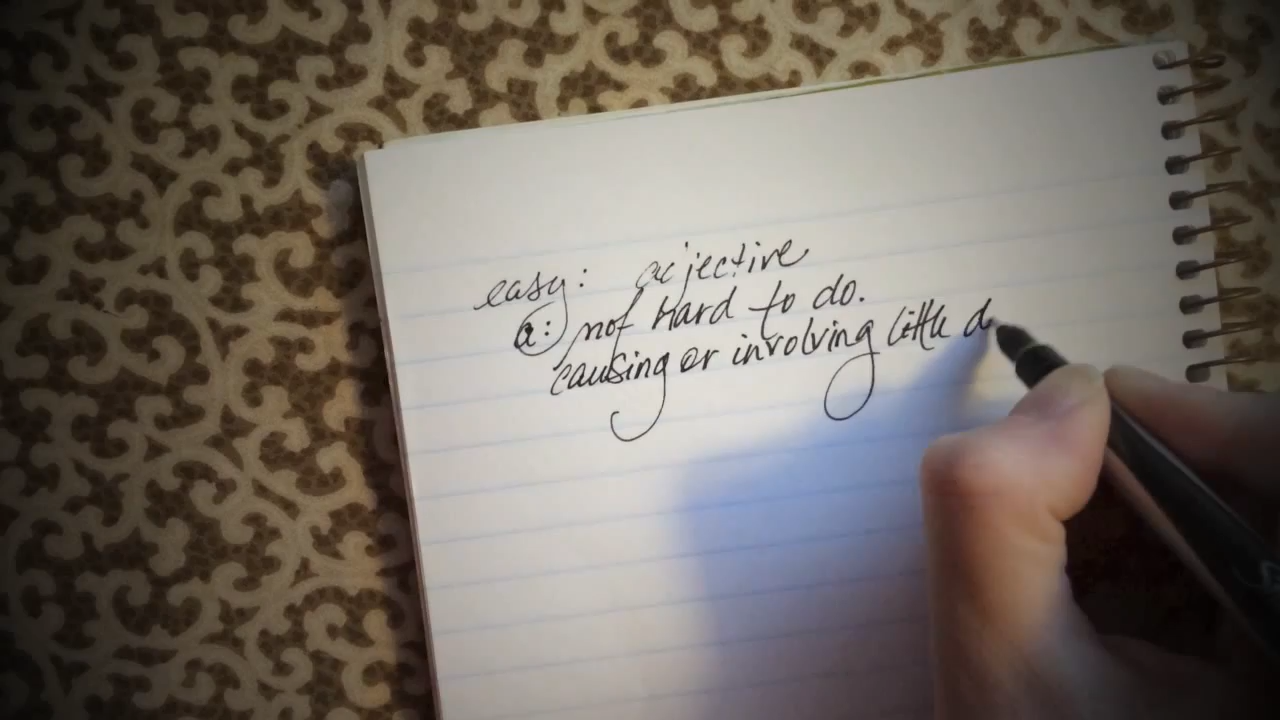 easy: adjective
a: not hard to do.
causing or involving little d